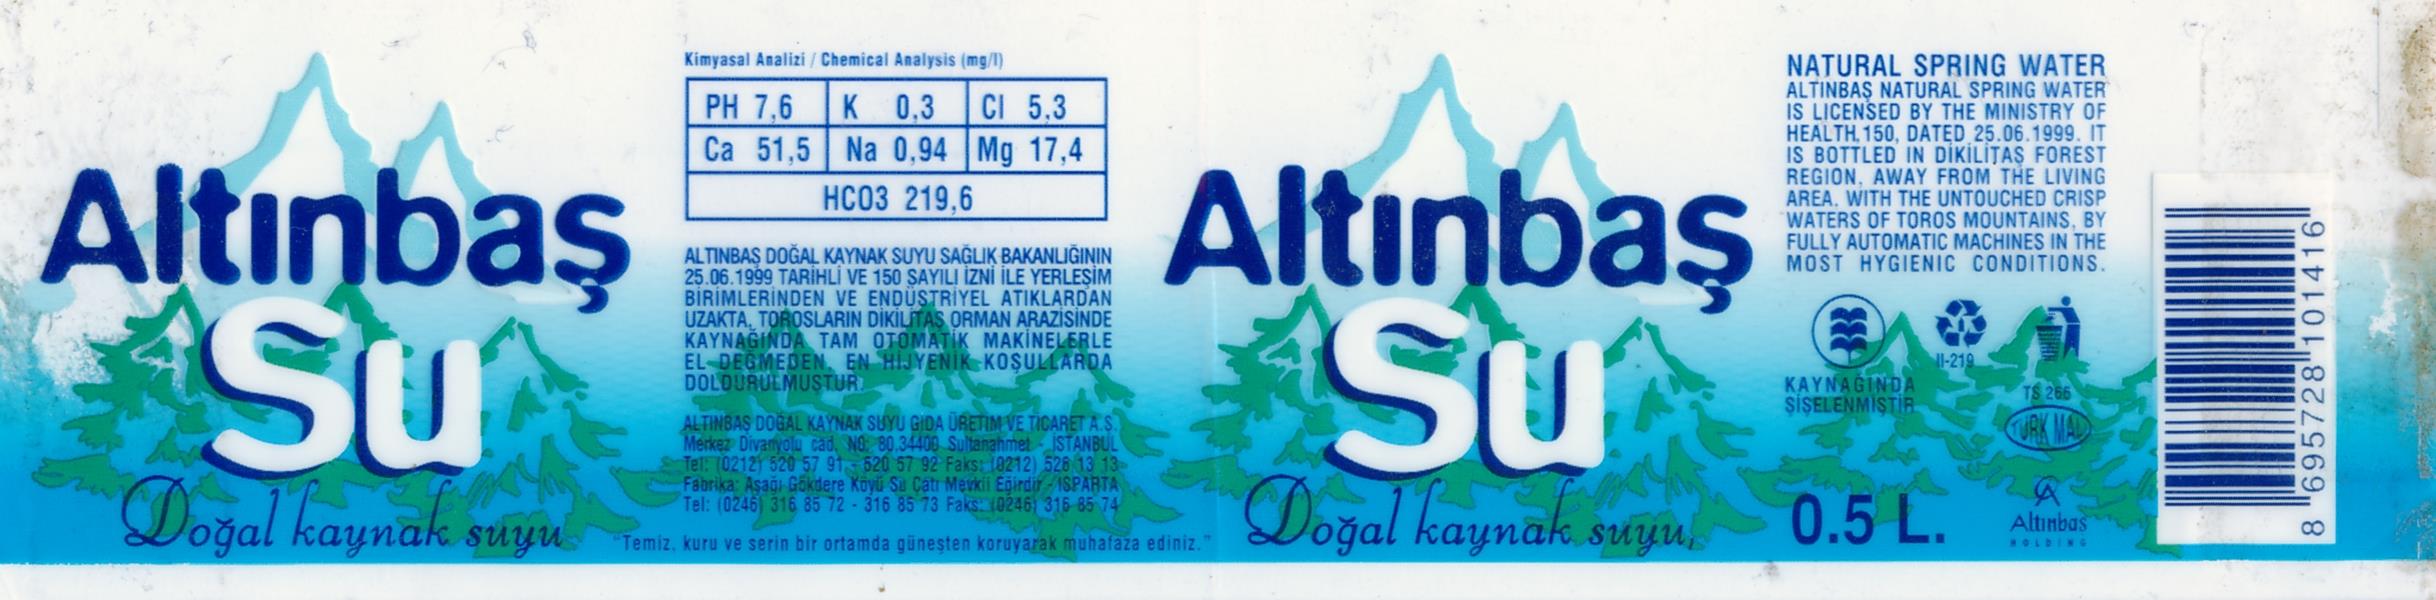 Altınbaş
Su
Doğal kaynak suyu
Kimyasal Analizi / Chemical Analysis (mg/l)
PH 7,6 K 0,3 Cl 5,3
Ca 51,5 Na 0,94 Mg 17,4
HCO3 219,6
ALTINBAŞ DOĞAL KAYNAK SUYU SAĞLIK BAKANLIĞININ
25.06.1999 TARİHLİ VE 150 SAYILI İZNİ İLE YERLEŞİM
BİRİMLERİNDEN VE ENDÜSTRİYEL ATIKLARDAN
UZAKTA, TOROSLARIN DİKİLİTAŞ ORMAN ARAZİSİNDE
KAYNAĞINDA TAM OTOMATİK MAKİNELERLE
EL DEĞMEDEN, EN HİJYENİK KOŞULLARDA
DOLDURULMUŞTUR.
ALTINBAŞ DOĞAL KAYNAK SUYU GIDA ÜRETİM VE TİCARET A.Ş.
Merkez Divanyolu cad. N0: 80,34400 Sultanahmet - İSTANBUL
Tel: (0212) 520 57 91 - 520 57 92 Faks: (0212) 526 13 13
Fabrika: Aşağı Gökdere Köyü Su Çatı Mevkii Eğirdir - ISPARTA
Tel: (0246) 316 85 72 - 316 85 73 Faks: (0246) 316 85 74
"Temiz, kuru ve serin bir ortamda güneşten koruyarak muhafaza ediniz."
Altınbaş
Su
Doğal kaynak suyu
NATURAL SPRING WATER
ALTINBAŞ NATURAL SPRING WATER
IS LICENSED BY THE MINISTRY OF
HEALTH,150, DATED 25.06.1999. IT
IS BOTTLED IN DİKİLİTAŞ FOREST
REGION, AWAY FROM THE LIVING
AREA, WITH THE UNTOUCHED CRISP
WATERS OF TOROS MOUNTAINS, BY
FULLY AUTOMATIC MACHINES IN THE
MOST HYGIENIC CONDITIONS.
II-219
KAYNAĞINDA
ŞİŞELENMİŞTİR
TS 266
TÜRK MALI
0.5 L.
Altınbaş
HOLDING
8 695728 101416